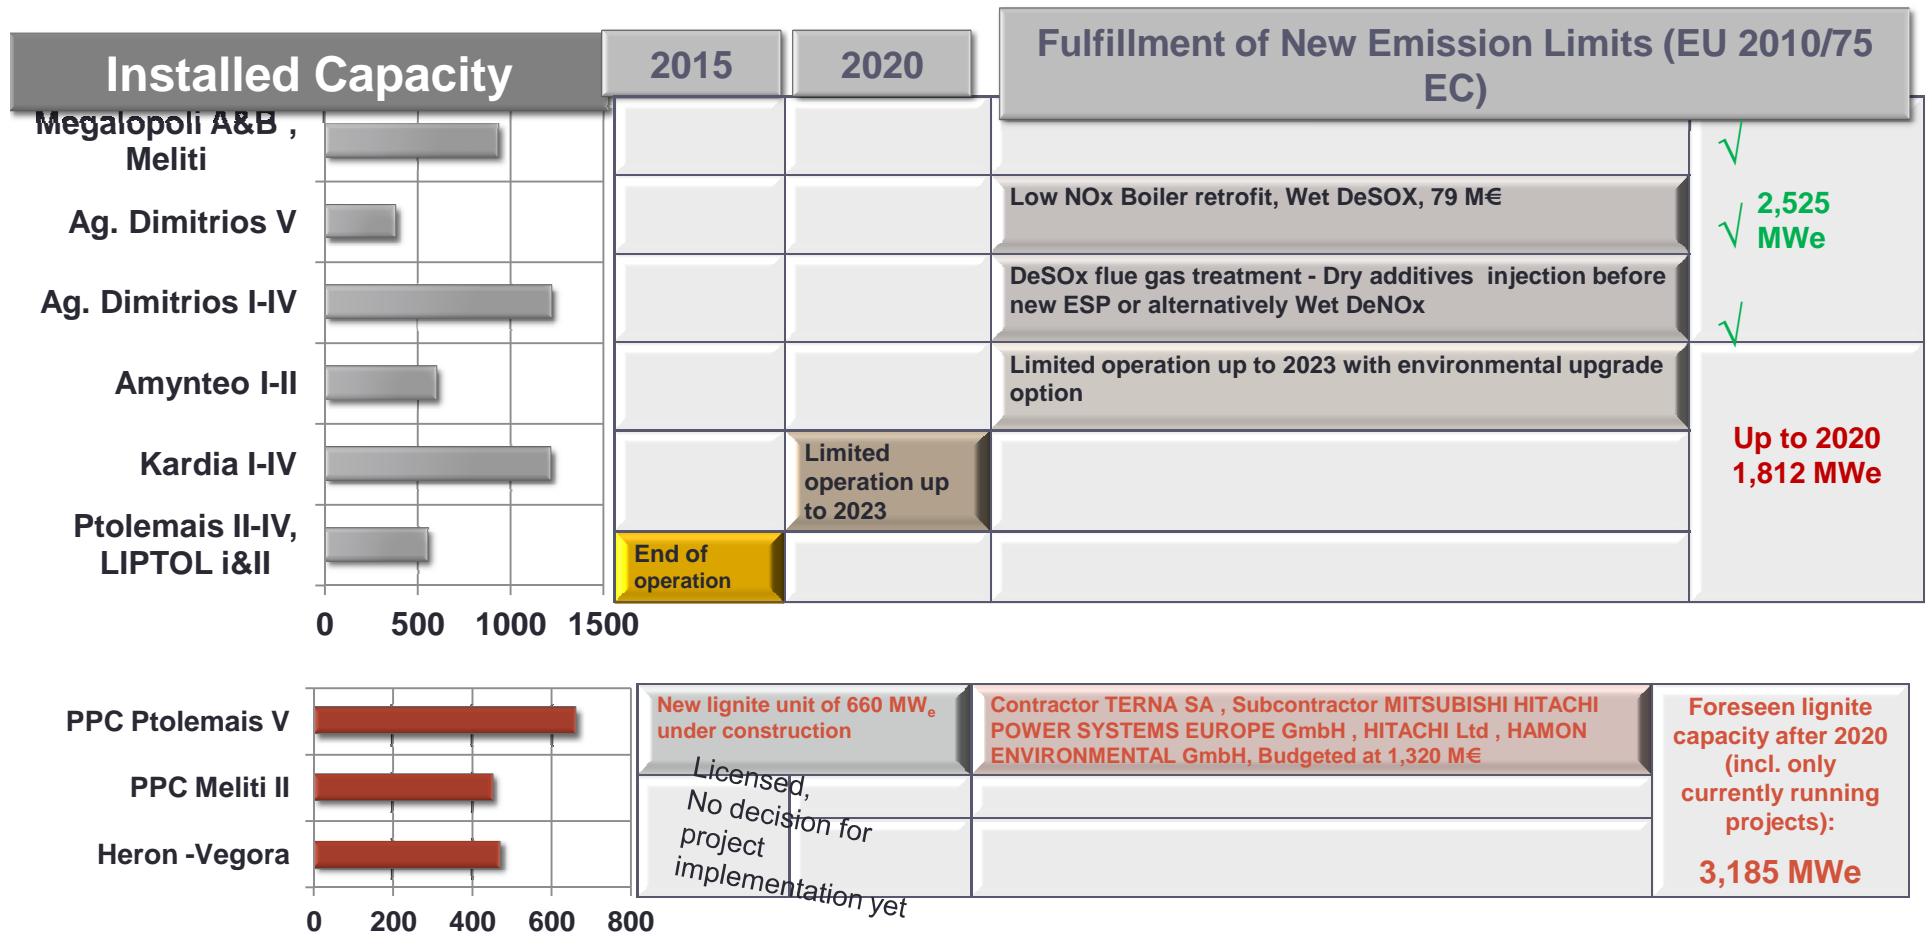 Installed Capacity
2015
2020
Fulfillment of New Emission Limits (EU 2010/75
EC)
Megalopoli A&B ,
Meliti
√
Ag. Dimitrios V
Low NOx Boiler retrofit, Wet DeSOX, 79 M€
√
2,525
MWe
Ag. Dimitrios I-IV
DeSOx flue gas treatment - Dry additives injection before
new ESP or alternatively Wet DeNOx
√
Amynteo I-II
Limited operation up to 2023 with environmental upgrade
option
Kardia I-IV
Limited
operation up
to 2023
Up to 2020
1,812 MWe
Ptolemais II-IV,
LIPTOL i&II
End of
operation
0 500 1000 1500
PPC Ptolemais V
New lignite unit of 660 MWe
under construction
Contractor TERNA SA , Subcontractor MITSUBISHI HITACHI
POWER SYSTEMS EUROPE GmbH , HITACHI Ltd , HAMON
ENVIRONMENTAL GmbH, Budgeted at 1,320 M€
Foreseen lignite
capacity after 2020
(incl. only
currently running
projects):
3,185 MWe
PPC Meliti II
Heron -Vegora
Licensed,
No decision for
project
implementation yet
0 200 400 600 800